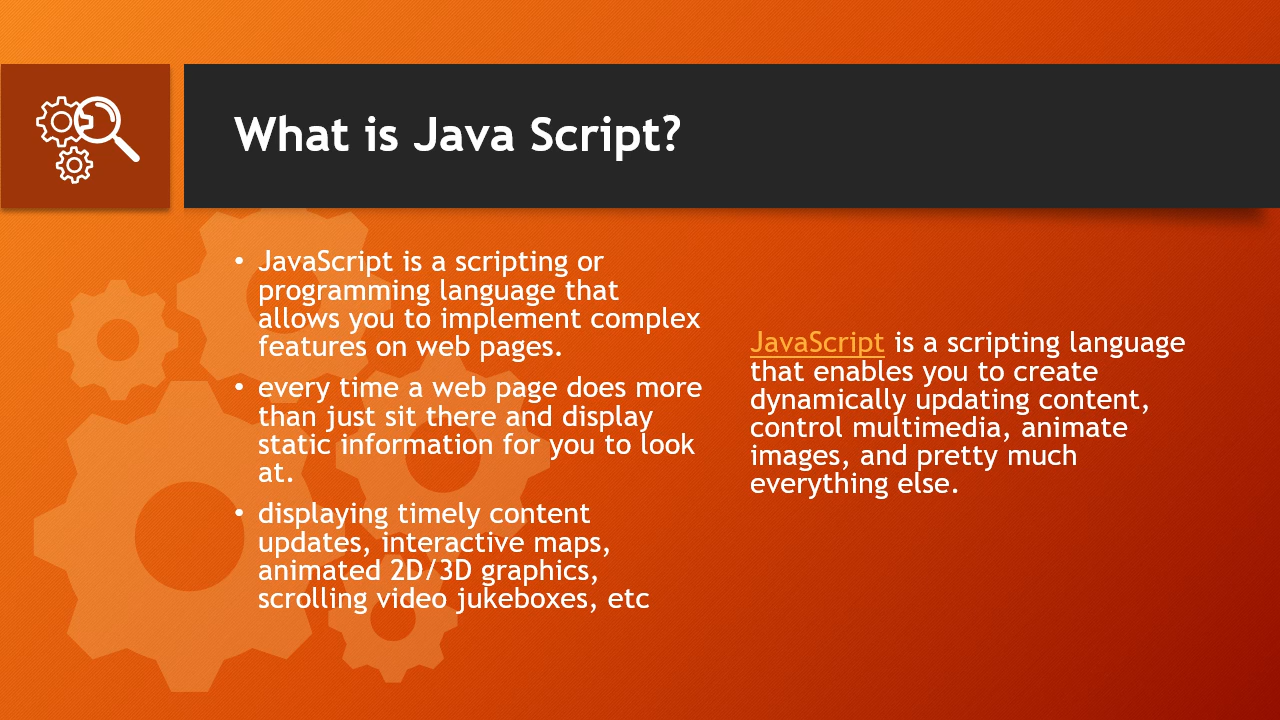 What is Java Script?
• JavaScript is a scripting or
programming language that
allows you to implement complex
features on web pages.
• every time a web page does more
than just sit there and display
static information for you to look
at.
• displaying timely content
updates, interactive maps,
animated 2D/3D graphics,
scrolling video jukeboxes, etc
JavaScript is a scripting language
that enables you to create
dynamically updating content,
control multimedia, animate
images, and pretty much
everything else.